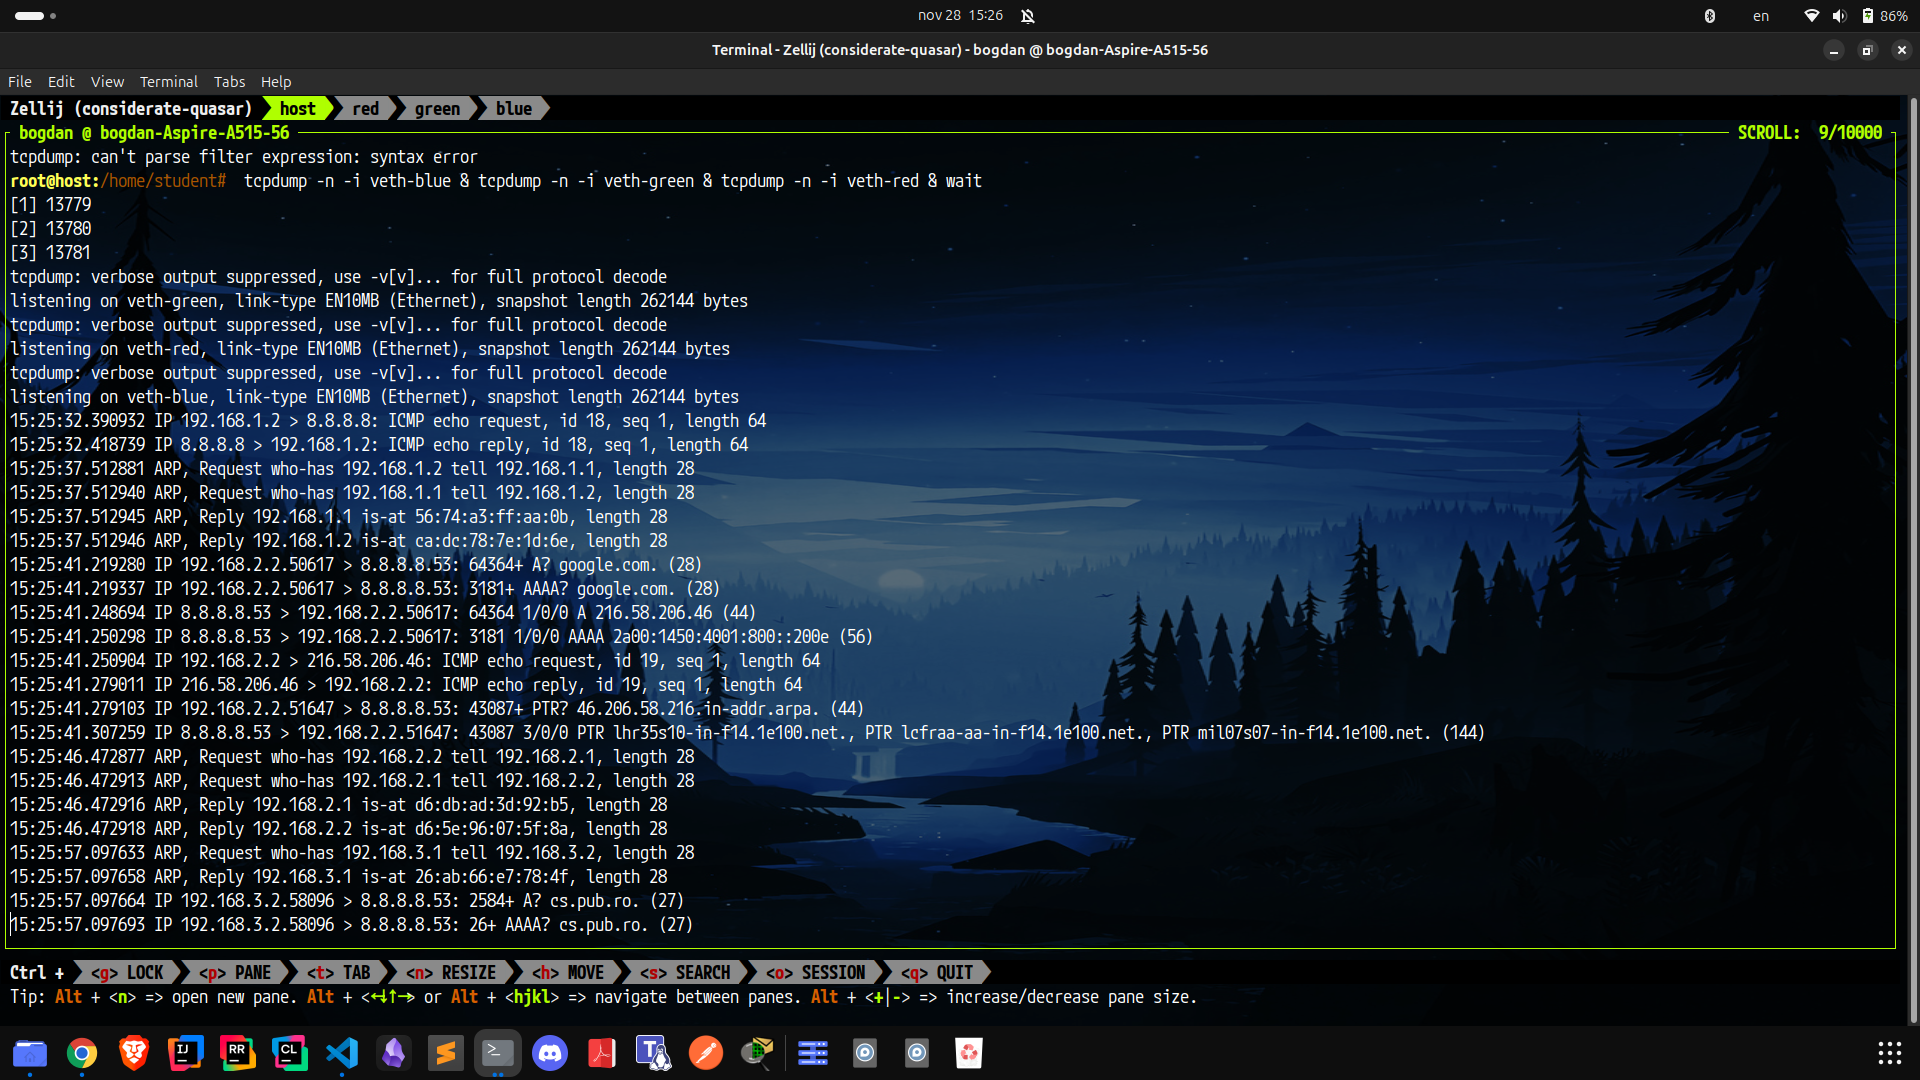 nov 28 15:26
en
86%
Terminal - Zellij (considerate-quasar) - bogdan @ bogdan-Aspire-A515-56
File Edit View Terminal Tabs Help
Zellij (considerate-quasar) host red green blue
bogdan @ bogdan-Aspire-A515-56 SCROLL: 9/10000
tcpdump: can't parse filter expression: syntax error
root@host:/home/student# tcpdump -n -i veth-blue & tcpdump -n -i veth-green & tcpdump -n -i veth-red & wait
[1] 13779
[2] 13780
[3] 13781
tcpdump: verbose output suppressed, use -v[v]... for full protocol decode
listening on veth-green, link-type EN10MB (Ethernet), snapshot length 262144 bytes
tcpdump: verbose output suppressed, use -v[v]... for full protocol decode
listening on veth-red, link-type EN10MB (Ethernet), snapshot length 262144 bytes
tcpdump: verbose output suppressed, use -v[v]... for full protocol decode
listening on veth-blue, link-type EN10MB (Ethernet), snapshot length 262144 bytes
15:25:32.390932 IP 192.168.1.2 > 8.8.8.8: ICMP echo request, id 18, seq 1, length 64
15:25:32.418739 IP 8.8.8.8 > 192.168.1.2: ICMP echo reply, id 18, seq 1, length 64
15:25:37.512881 ARP, Request who-has 192.168.1.2 tell 192.168.1.1, length 28
15:25:37.512940 ARP, Request who-has 192.168.1.1 tell 192.168.1.2, length 28
15:25:37.512945 ARP, Reply 192.168.1.1 is-at 56:74:a3:ff:aa:0b, length 28
15:25:37.512946 ARP, Reply 192.168.1.2 is-at ca:dc:78:7e:1d:6e, length 28
15:25:41.219280 IP 192.168.2.2.50617 > 8.8.8.8.53: 64364+ A? google.com. (28)
15:25:41.219337 IP 192.168.2.2.50617 > 8.8.8.8.53: 3181+ AAAA? google.com. (28)
15:25:41.248694 IP 8.8.8.8.53 > 192.168.2.2.50617: 64364 1/0/0 A 216.58.206.46 (44)
15:25:41.250298 IP 8.8.8.8.53 > 192.168.2.2.50617: 3181 1/0/0 AAAA 2a00:1450:4001:800::200e (56)
15:25:41.250904 IP 192.168.2.2 > 216.58.206.46: ICMP echo request, id 19, seq 1, length 64
15:25:41.279011 IP 216.58.206.46 > 192.168.2.2: ICMP echo reply, id 19, seq 1, length 64
15:25:41.279103 IP 192.168.2.2.51647 > 8.8.8.8.53: 43087+ PTR? 46.206.58.216.in-addr.arpa. (44)
15:25:41.307259 IP 8.8.8.8.53 > 192.168.2.2.51647: 43087 3/0/0 PTR lhr35s10-in-f14.1e100.net., PTR lcfraa-aa-in-f14.1e100.net., PTR mil07s07-in-f14.1e100.net. (144)
15:25:46.472877 ARP, Request who-has 192.168.2.2 tell 192.168.2.1, length 28
15:25:46.472913 ARP, Request who-has 192.168.2.1 tell 192.168.2.2, length 28
15:25:46.472916 ARP, Reply 192.168.2.1 is-at d6:db:ad:3d:92:b5, length 28
15:25:46.472918 ARP, Reply 192.168.2.2 is-at d6:5e:96:07:5f:8a, length 28
15:25:57.097633 ARP, Request who-has 192.168.3.1 tell 192.168.3.2, length 28
15:25:57.097658 ARP, Reply 192.168.3.1 is-at 26:ab:66:e7:78:4f, length 28
15:25:57.097664 IP 192.168.3.2.58096 > 8.8.8.8.53: 2584+ A? cs.pub.ro. (27)
15:25:57.097693 IP 192.168.3.2.58096 > 8.8.8.8.53: 26+ AAAA? cs.pub.ro. (27)
Ctrl + <g> LOCK <p> PANE <t> TAB <n> RESIZE <h> MOVE <s> SEARCH <o> SESSION <q> QUIT
Tip: Alt + <n> => open new pane. Alt + <←↓↑→> or Alt + <hjkl> => navigate between panes. Alt + <+|-> => increase/decrease pane size.
IJ
RR
CL
T